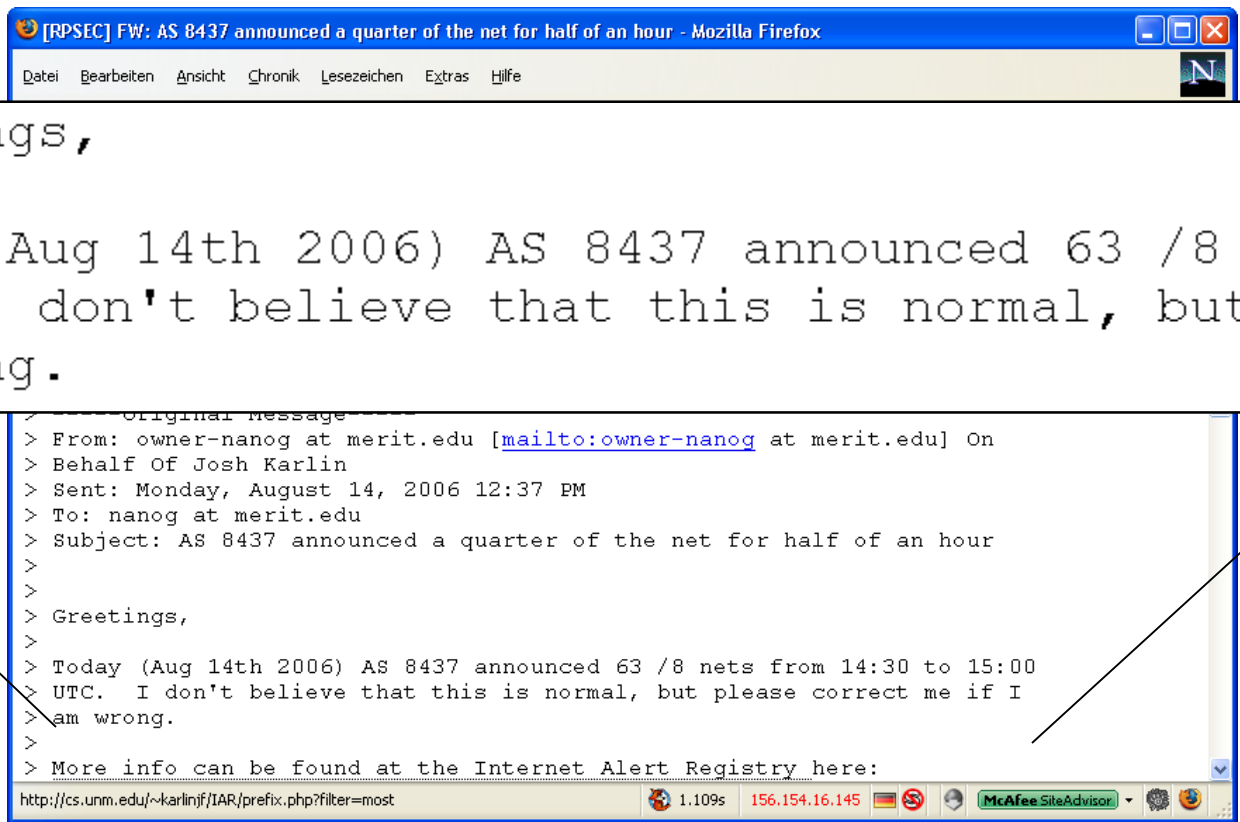 [RPSEC] FW: AS 8437 announced a quarter of the net for half of an hour - Mozilla Firefox
Datei Bearbeiten Ansicht Chronik Lesezeichen Extras Hilfe
N
gs,
Aug 14th 2006) AS 8437 announced 63 /8
don't believe that this is normal, but
g.
> -----Original Message-----
> From: owner-nanog at merit.edu [mailto:owner-nanog at merit.edu] On
> Behalf Of Josh Karlin
> Sent: Monday, August 14, 2006 12:37 PM
> To: nanog at merit.edu
> Subject: AS 8437 announced a quarter of the net for half of an hour
>
>
> Greetings,
>
> Today (Aug 14th 2006) AS 8437 announced 63 /8 nets from 14:30 to 15:00
> UTC.  I don't believe that this is normal, but please correct me if I
> am wrong.
>
> More info can be found at the Internet Alert Registry here:
http://cs.unm.edu/~karlinjf/IAR/prefix.php?filter=most 1.109s 156.154.16.145 McAfee SiteAdvisor